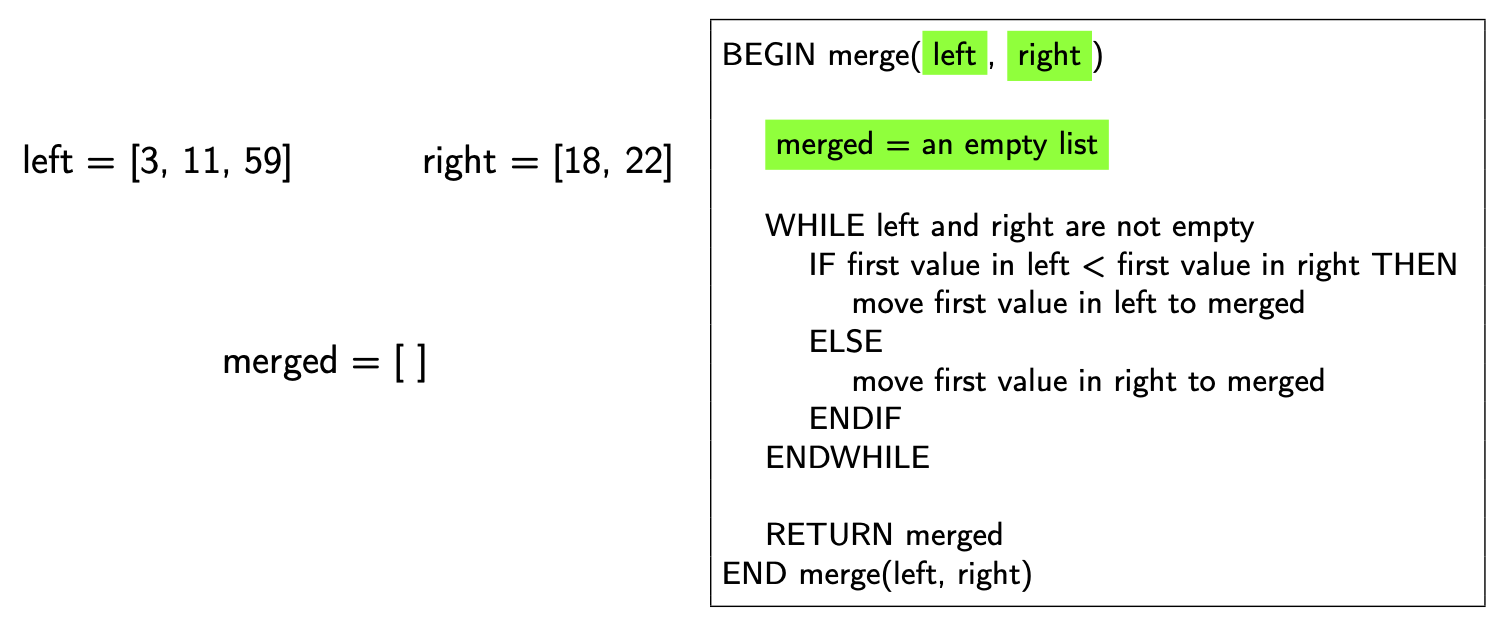 left = [3, 11, 59]
right = [18, 22]
merged = [ ]
BEGIN merge( left , right )
merged = an empty list
WHILE left and right are not empty
IF first value in left < first value in right THEN
move first value in left to merged
ELSE
move first value in right to merged
ENDIF
ENDWHILE
RETURN merged
END merge(left, right)